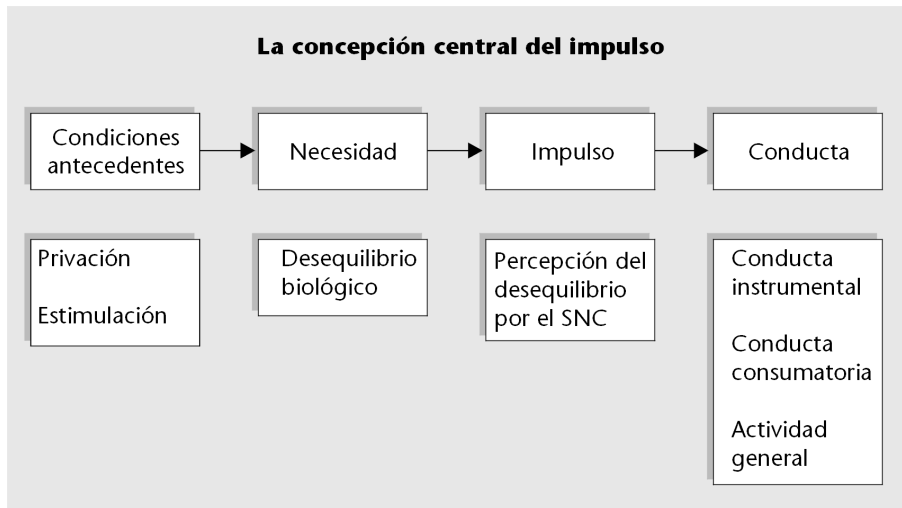 La concepción central del impulso
Condiciones
antecedentes
Necesidad
Impulso
Conducta
Privación
Estimulación
Desequilibrio
biológico
Percepción del
desequilibrio
por el SNC
Conducta
instrumental
Conducta
consumatoria
Actividad
general